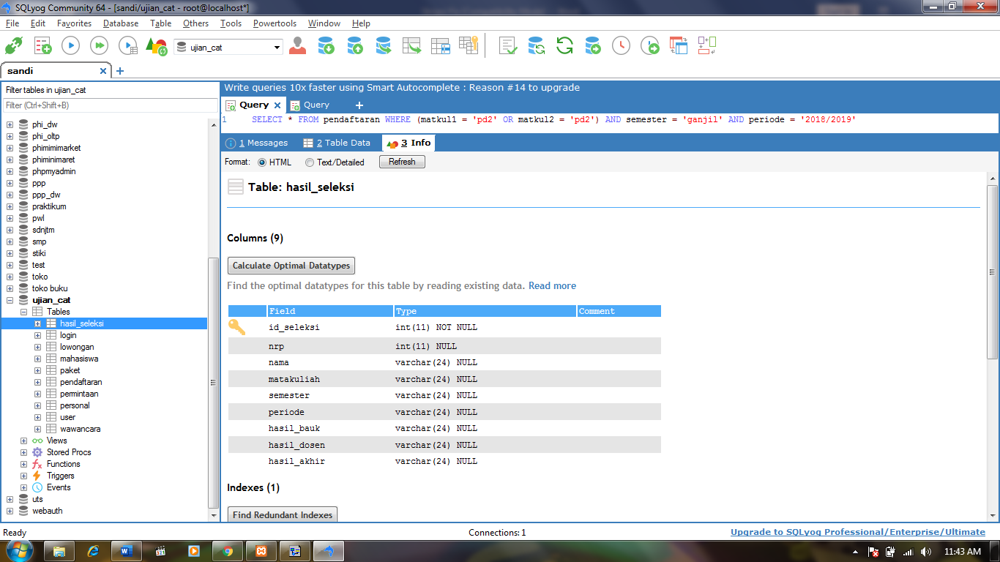 SQLyog Community 64 - [sandi/ujian_cat - root@localhost*]
File Edit Favorites Database Table Others Tools Powertools Window Help
ujian_cat
sandi
Filter tables in ujian_cat
Filter (Ctrl+Shift+B)
phi_dw
phi_oltp
phimimimarket
phiminimaret
phpmyadmin
ppp
ppp_dw
praktikum
pwl
sdnjtm
smp
stiki
test
toko
toko buku
ujian_cat
Tables
hasil_seleksi
login
lowongan
mahasiswa
paket
pendaftaran
permintaan
personal
user
wawancara
Views
Stored Procs
Functions
Triggers
Events
uts
webauth
Write queries 10x faster using Smart Autocomplete : Reason #14 to upgrade
Query Query
1 SELECT * FROM pendaftaran WHERE (matkul1 = 'pd2' OR matkul2 = 'pd2') AND semester = 'ganjil' AND periode = '2018/2019'
1 Messages 2 Table Data 3 Info
Format: HTML Text/Detailed Refresh
Table: hasil_seleksi
Columns (9)
Calculate Optimal Datatypes
Find the optimal datatypes for this table by reading existing data. Read more
Field Type Comment
id_seleksi int(11) NOT NULL
nrp int(11) NULL
nama varchar(24) NULL
matakuliah varchar(24) NULL
semester varchar(24) NULL
periode varchar(24) NULL
hasil_bauk varchar(24) NULL
hasil_dosen varchar(24) NULL
hasil_akhir varchar(24) NULL
Indexes (1)
Find Redundant Indexes
Ready Connections: 1 Upgrade to SQLyog Professional/Enterprise/Ultimate
11:43 AM